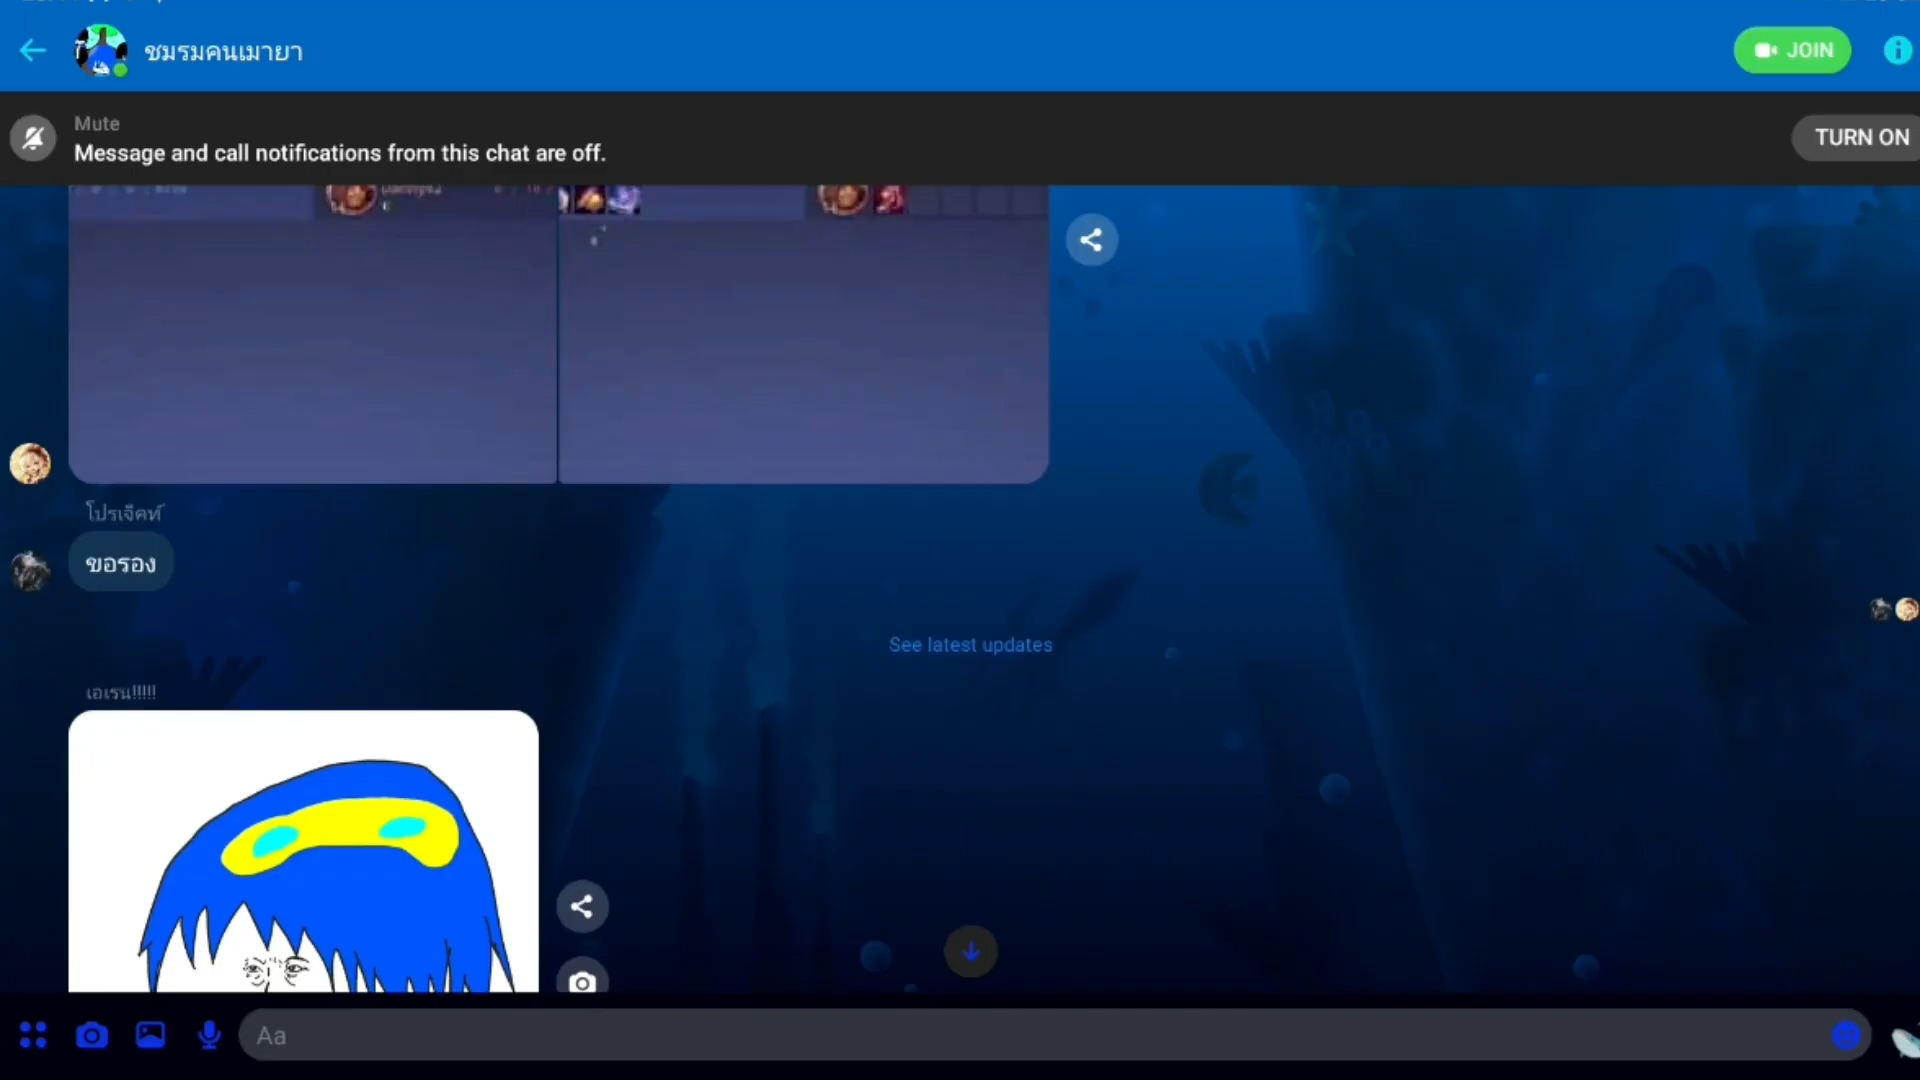 ชมรมคนเมายา
JOIN
Mute
Message and call notifications from this chat are off.
TURN ON
โปรเจ็คท์
ขอรอง
See latest updates
เอเรน!!!!!
Aa